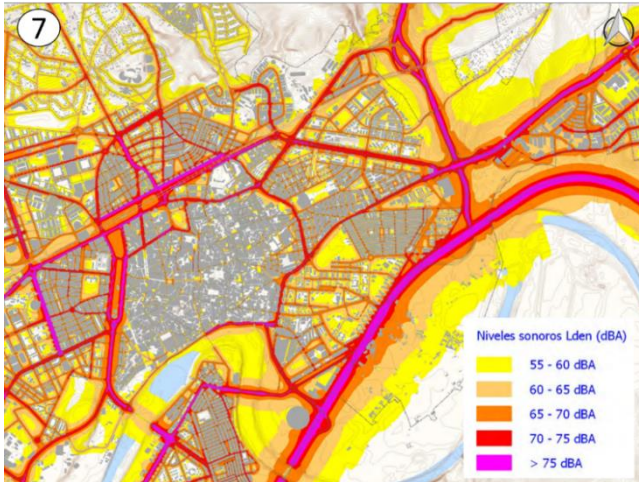 7
Niveles sonoros Lden (dBA)
55 - 60 dBA
60 - 65 dBA
65 - 70 dBA
70 - 75 dBA
> 75 dBA